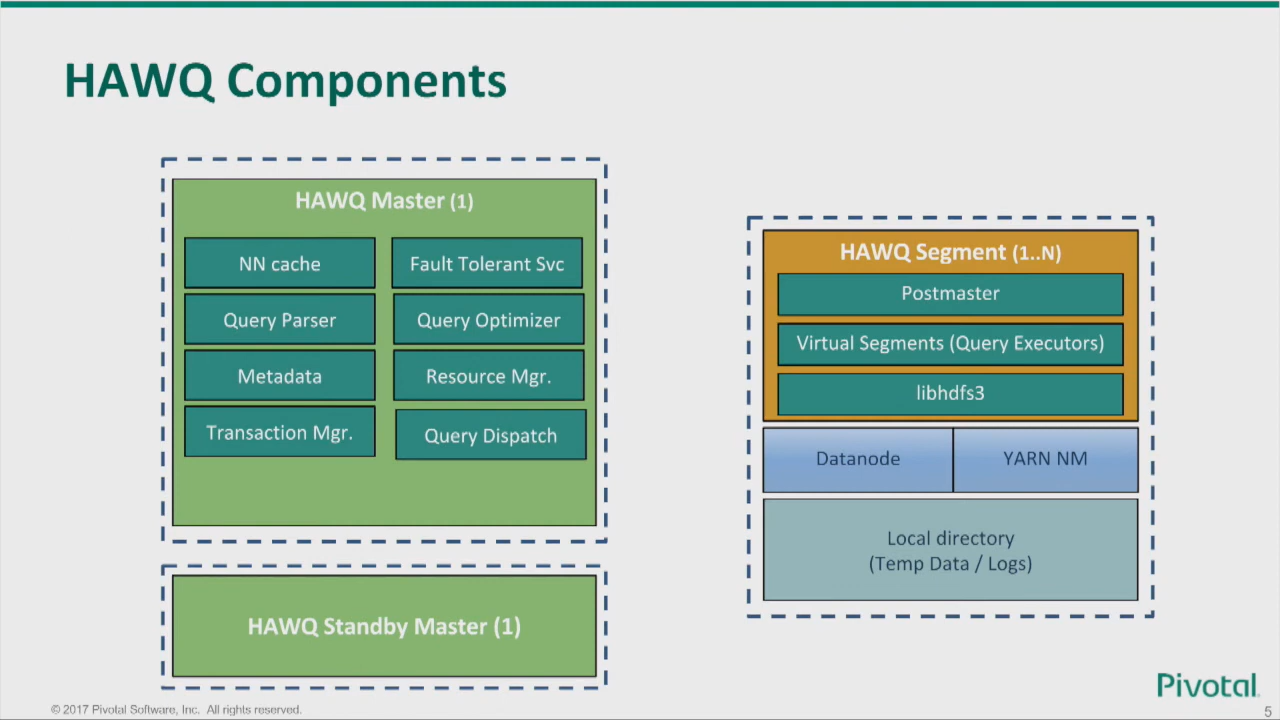 HAWQ Components
HAWQ Master (1)
NN cache
Fault Tolerant Svc
Query Parser
Query Optimizer
Metadata
Resource Mgr.
Transaction Mgr.
Query Dispatch
HAWQ Standby Master (1)
HAWQ Segment (1..N)
Postmaster
Virtual Segments (Query Executors)
libhdfs3
Datanode
YARN NM
Local directory
(Temp Data / Logs)
Pivotal
© 2017 Pivotal Software, Inc. All rights reserved.
5